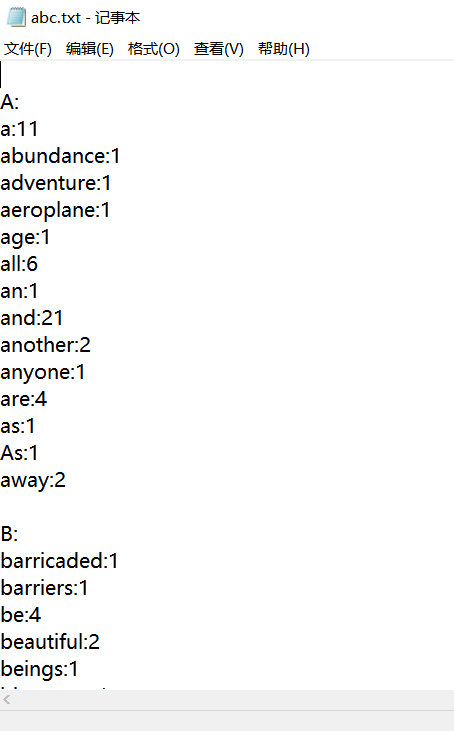 abc.txt - 记事本
文件(F) 编辑(E) 格式(O) 查看(V) 帮助(H)
A:
a:11
abundance:1
adventure:1
aeroplane:1
age:1
all:6
an:1
and:21
another:2
anyone:1
are:4
as:1
As:1
away:2
B:
barricaded:1
barriers:1
be:4
beautiful:2
beings:1